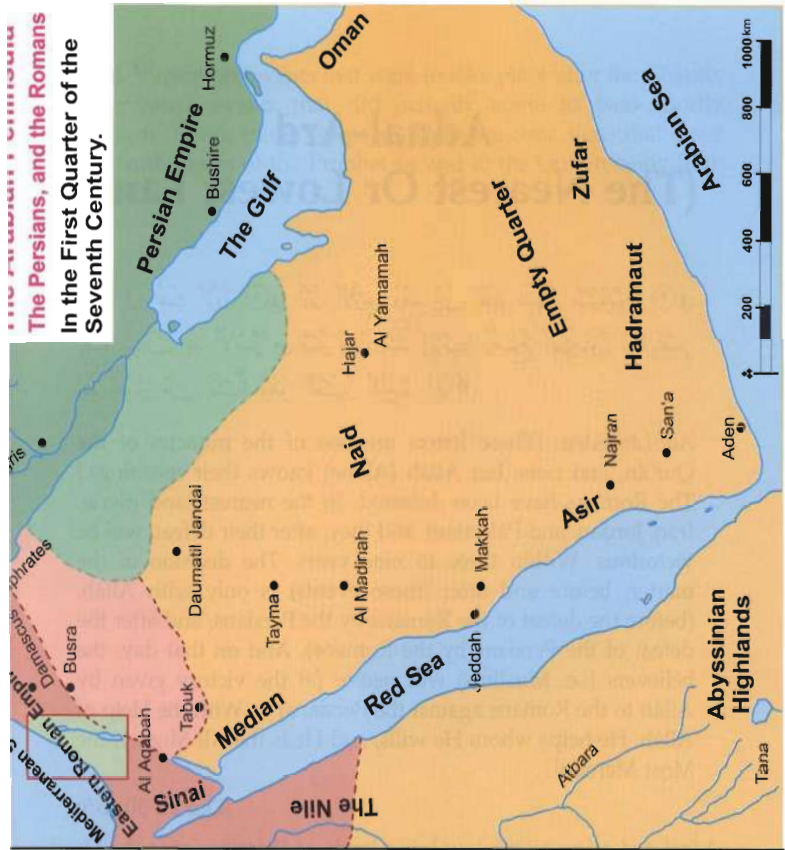 The Arabian Peninsula
The Persians, and the Romans
In the First Quarter of the
Seventh Century.
Mediterranean
Eastern Roman
Damascus
Busra
Al Aqabah
Tabuk
Sinai
Median
The Nile
Daumatil Jandal
Tayma
Al Madinah
Persian Empire
Bushire
Hormuz
The Gulf
Oman
Najd
Hajar
Al Yamamah
Red Sea
Jeddah
Makkah
Empty Quarter
Zufar
Asir
Najran
San'a
Hadramaut
Arabian Sea
Aden
Atbara
Abyssinian
Highlands
Tana
200 400 600 800 1000 km